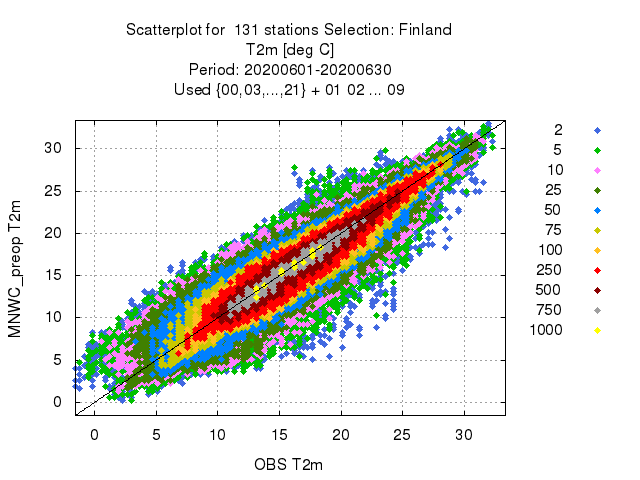 Scatterplot for 131 stations Selection: Finland
T2m [deg C]
Period: 20200601-20200630
Used {00,03,...,21} + 01 02 ... 09
MNWC_preop T2m
30
25
20
15
10
5
0
0 5 10 15 20 25 30
OBS T2m
2
5
10
25
50
75
100
250
500
750
1000